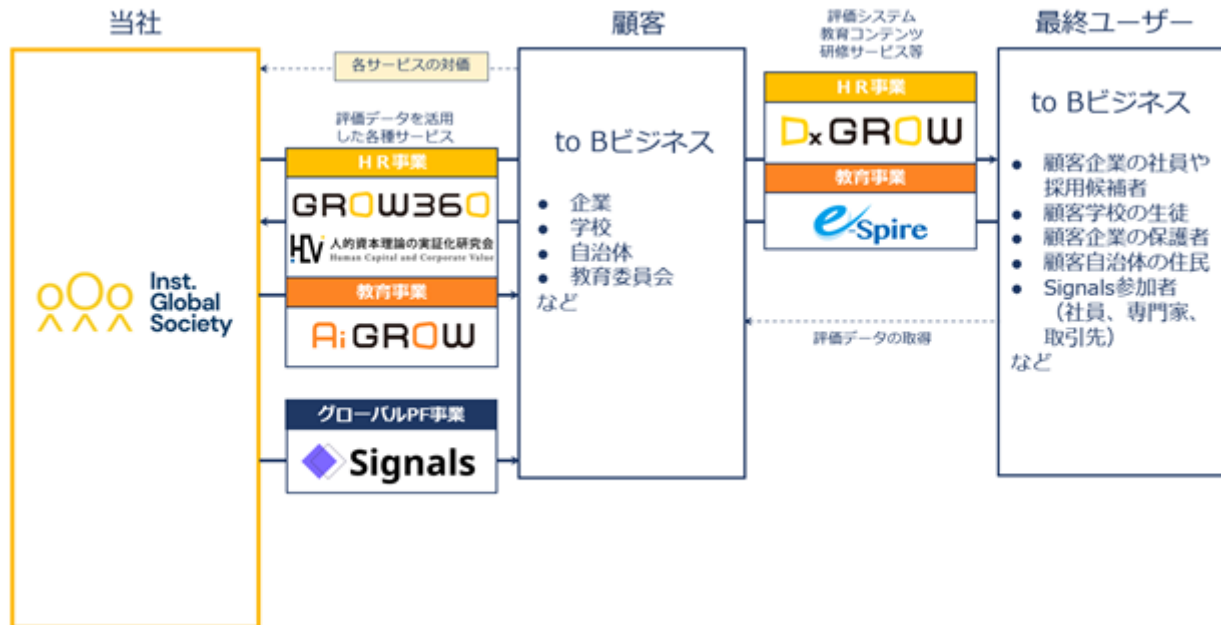 当社
顧客
最終ユーザー
各サービスの対価
評価データを活用
した各種サービス
HR事業
GROW360
HCV 人的資本理論の実証化研究会
Human Capital and Corporate Value
教育事業
Ai GROW
グローバルPF事業
Signals
Inst.
Global
Society
to Bビジネス
● 企業
● 学校
● 自治体
● 教育委員会
など
評価システム
教育コンテンツ
研修サービス等
HR事業
Dx GROW
教育事業
e-Spire
評価データの取得
to Bビジネス
● 顧客企業の社員や
採用候補者
● 顧客学校の生徒
● 顧客企業の保護者
● 顧客自治体の住民
● Signals参加者
（社員、専門家、
取引先）
など